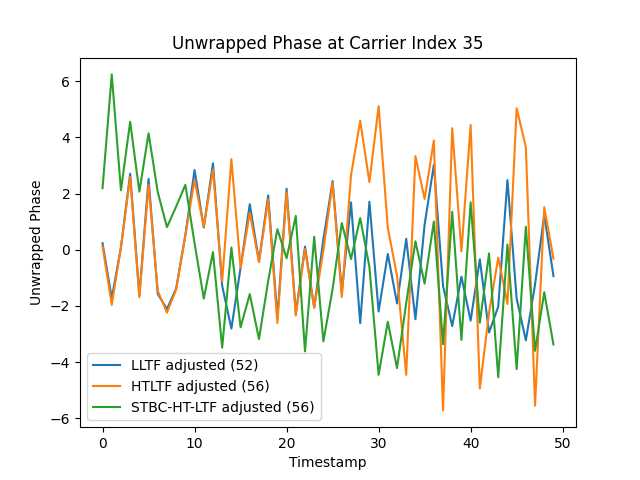 Unwrapped Phase at Carrier Index 35
Unwrapped Phase
6
4
2
0
−2
−4
−6
LLTF adjusted (52)
HTLTF adjusted (56)
STBC-HT-LTF adjusted (56)
0 10 20 30 40 50
Timestamp